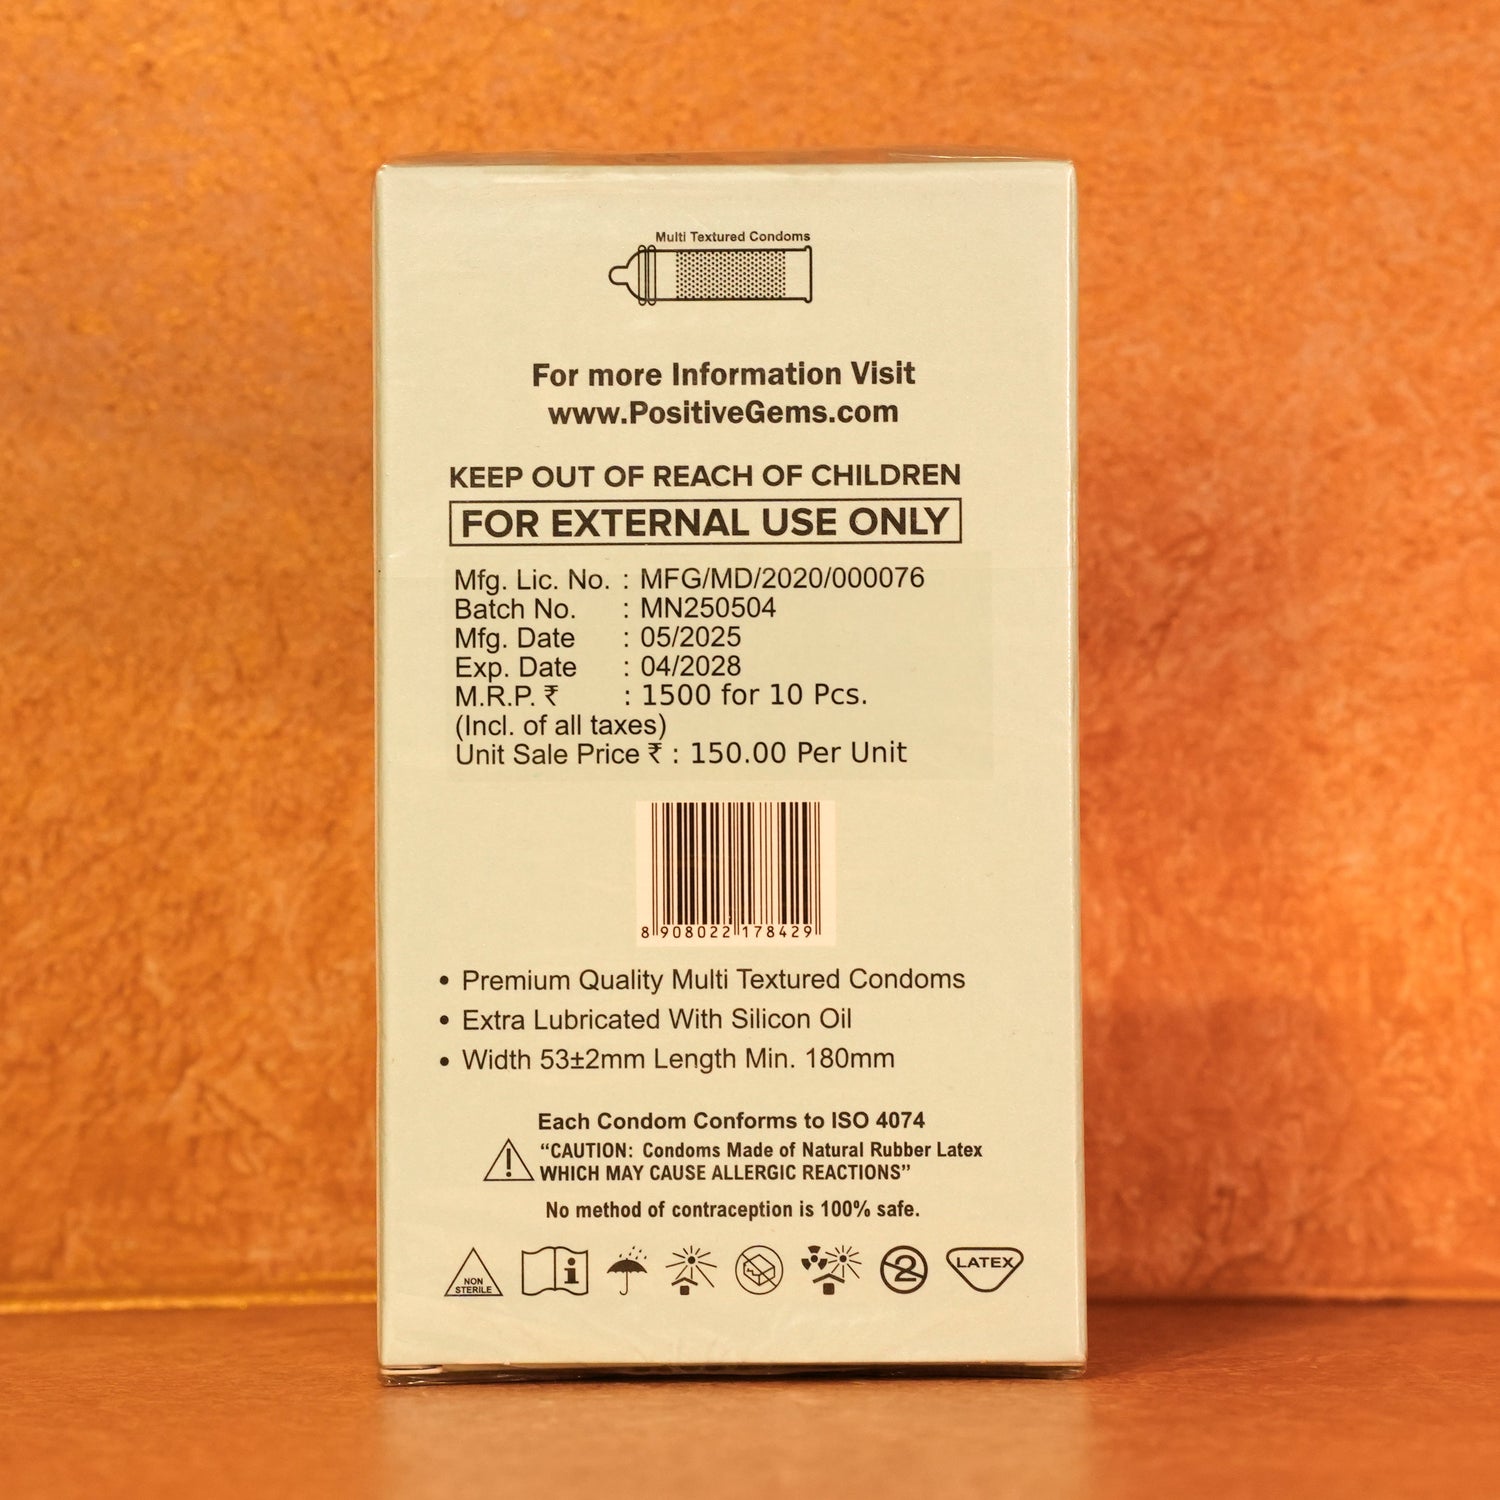 Multi Textured Condoms
For more Information Visit
www.PositiveGems.com
KEEP OUT OF REACH OF CHILDREN
FOR EXTERNAL USE ONLY
Mfg. Lic. No. : MFG/MD/2020/000076
Batch No. : MN250504
Mfg. Date : 05/2025
Exp. Date : 04/2028
M.R.P. ₹ : 1500 for 10 Pcs.
(Incl. of all taxes)
Unit Sale Price ₹ : 150.00 Per Unit
8 908022 178429
• Premium Quality Multi Textured Condoms
• Extra Lubricated With Silicon Oil
• Width 53±2mm Length Min. 180mm
Each Condom Conforms to ISO 4074
“CAUTION: Condoms Made of Natural Rubber Latex
WHICH MAY CAUSE ALLERGIC REACTIONS”
No method of contraception is 100% safe.
NON
STERILE
i
2
LATEX